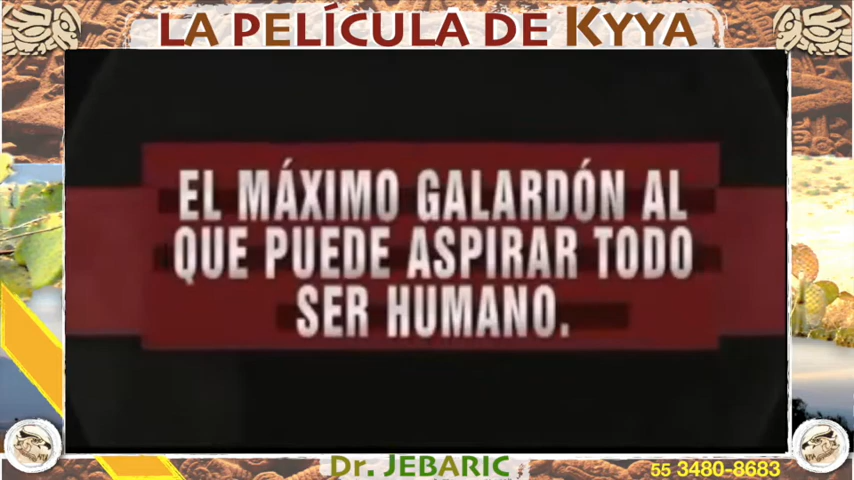 LA PELÍCULA DE KYYA
EL MÁXIMO GALARDÓN AL
QUE PUEDE ASPIRAR TODO
SER HUMANO.
Dr. JEBARIC
55 3480-8683